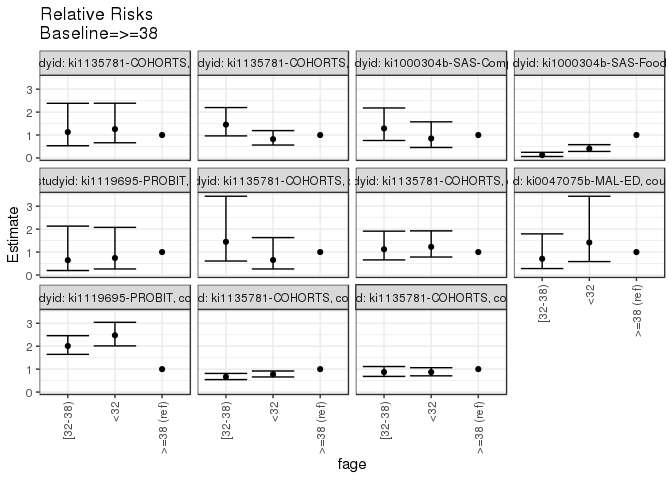 Relative Risks
Baseline=>=38
dyid: ki1135781-COHORTS,
dyid: ki1135781-COHORTS,
dyid: ki1000304b-SAS-Com
dyid: ki1000304b-SAS-Food
3
2
1
0
studyid: ki1119695-PROBIT,
dyid: ki1135781-COHORTS,
dyid: ki1135781-COHORTS,
d: ki0047075b-MAL-ED, cou
3
2
1
0
dyid: ki1119695-PROBIT, co
d: ki1135781-COHORTS, co
d: ki1135781-COHORTS, co
3
2
1
0
Estimate
[32-38)
<32
>=38 (ref)
[32-38)
<32
>=38 (ref)
[32-38)
<32
>=38 (ref)
[32-38)
<32
>=38 (ref)
fage